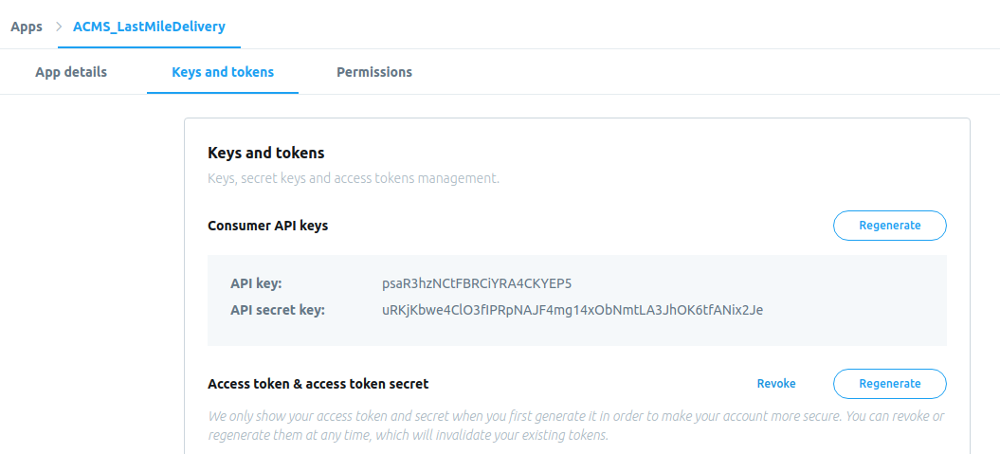 Apps > ACMS_LastMileDelivery
App details Keys and tokens Permissions
Keys and tokens
Keys, secret keys and access tokens management.
Consumer API keys Regenerate
API key: psaR3hzNCtFBRCiYRA4CKYEP5
API secret key: uRKjKbwe4ClO3fIPRpNAJF4mg14xObNmtLA3JhOK6tfANix2Je
Access token & access token secret Revoke Regenerate
We only show your access token and secret when you first generate it in order to make your account more secure. You can revoke or
regenerate them at any time, which will invalidate your existing tokens.